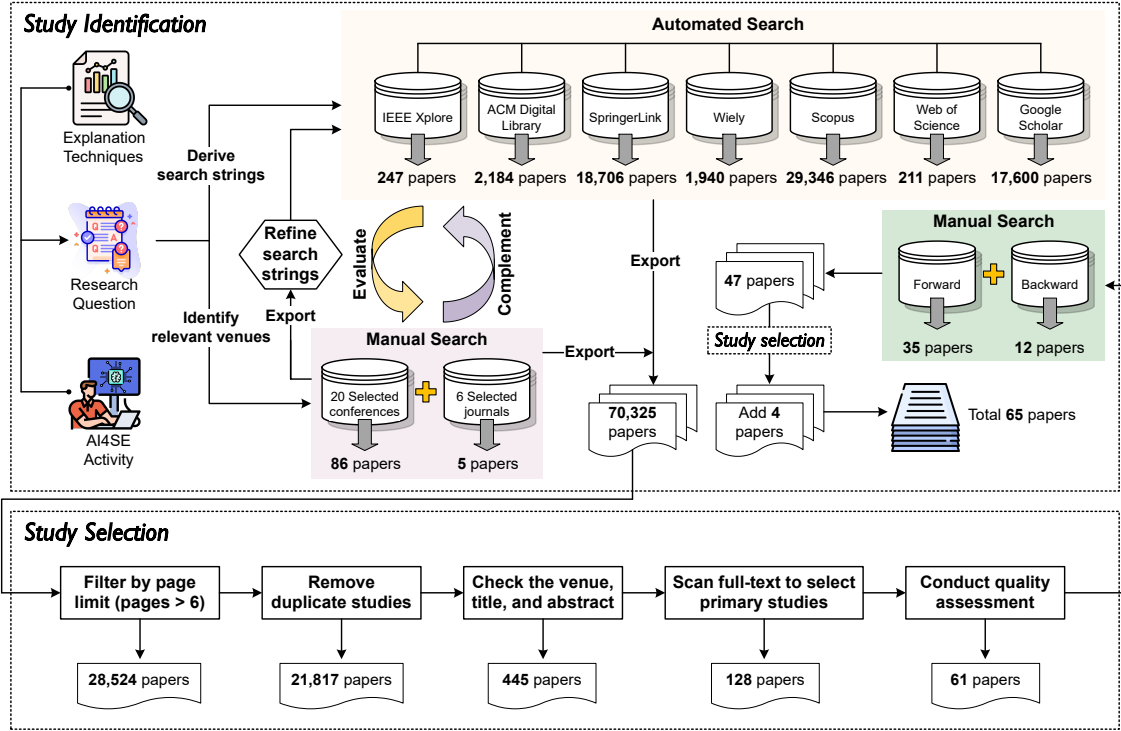 Study Identification
Automated Search
IEEE Xplore
ACM Digital
Library
SpringerLink
Wiely
Scopus
Web of
Science
Google
Scholar
247 papers
2,184 papers
18,706 papers
1,940 papers
29,346 papers
211 papers
17,600 papers
Explanation
Techniques
Derive
search strings
Research
Question
Refine
search
strings
Evaluate
Complement
Export
Identify
relevant venues
Export
Manual Search
20 Selected
conferences
6 Selected
journals
86 papers
5 papers
Export
AI4SE
Activity
70,325
papers
Manual Search
Forward
Backward
35 papers
12 papers
47 papers
Study selection
Add 4
papers
Total 65 papers
Study Selection
Filter by page
limit (pages > 6)
Remove
duplicate studies
Check the venue,
title, and abstract
Scan full-text to select
primary studies
Conduct quality
assessment
28,524 papers
21,817 papers
445 papers
128 papers
61 papers